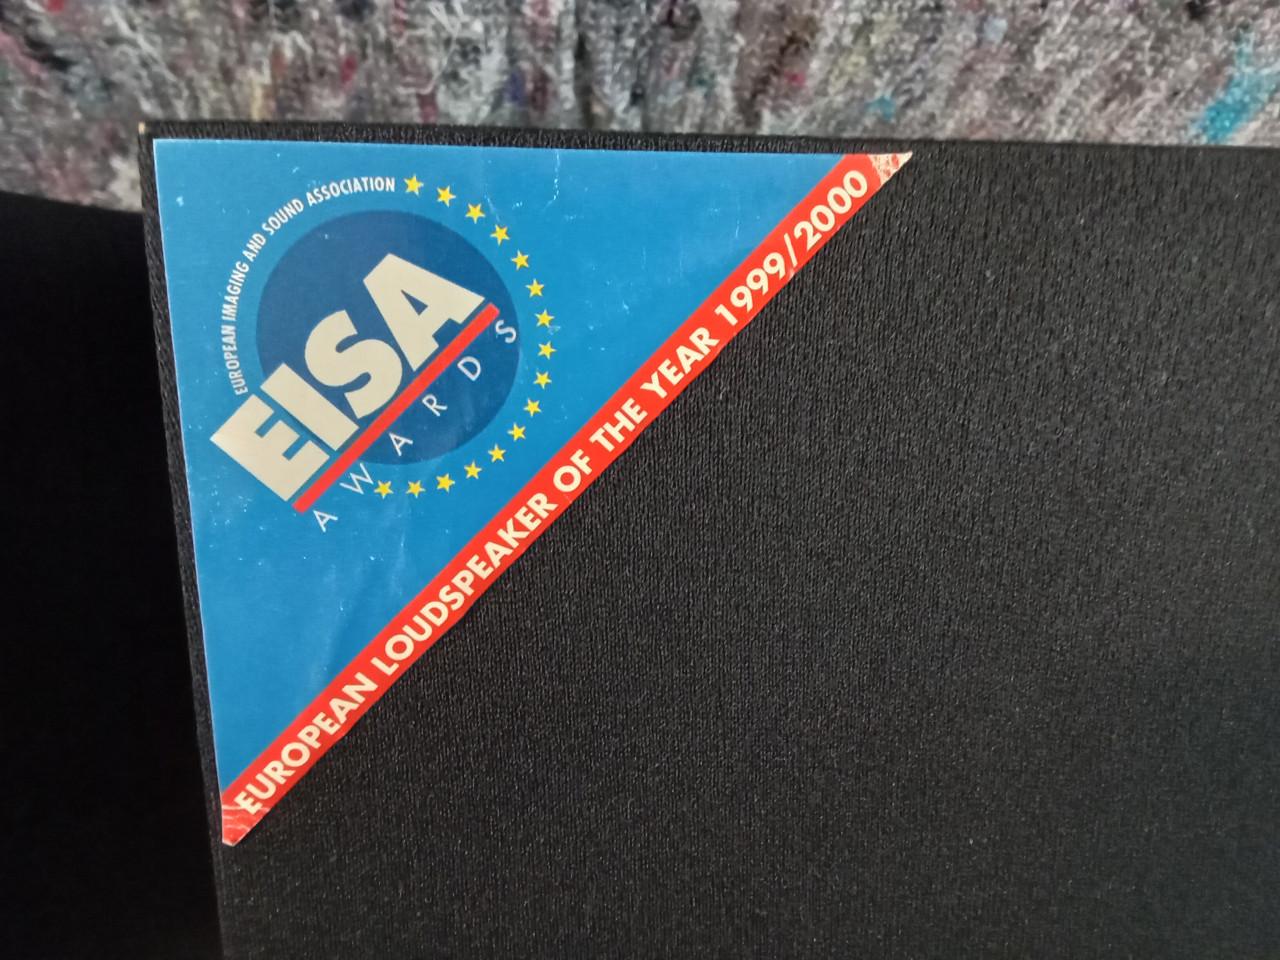 EUROPEAN IMAGING AND SOUND ASSOCIATION
EISA
AWARDS
EUROPEAN LOUDSPEAKER OF THE YEAR 1999/2000